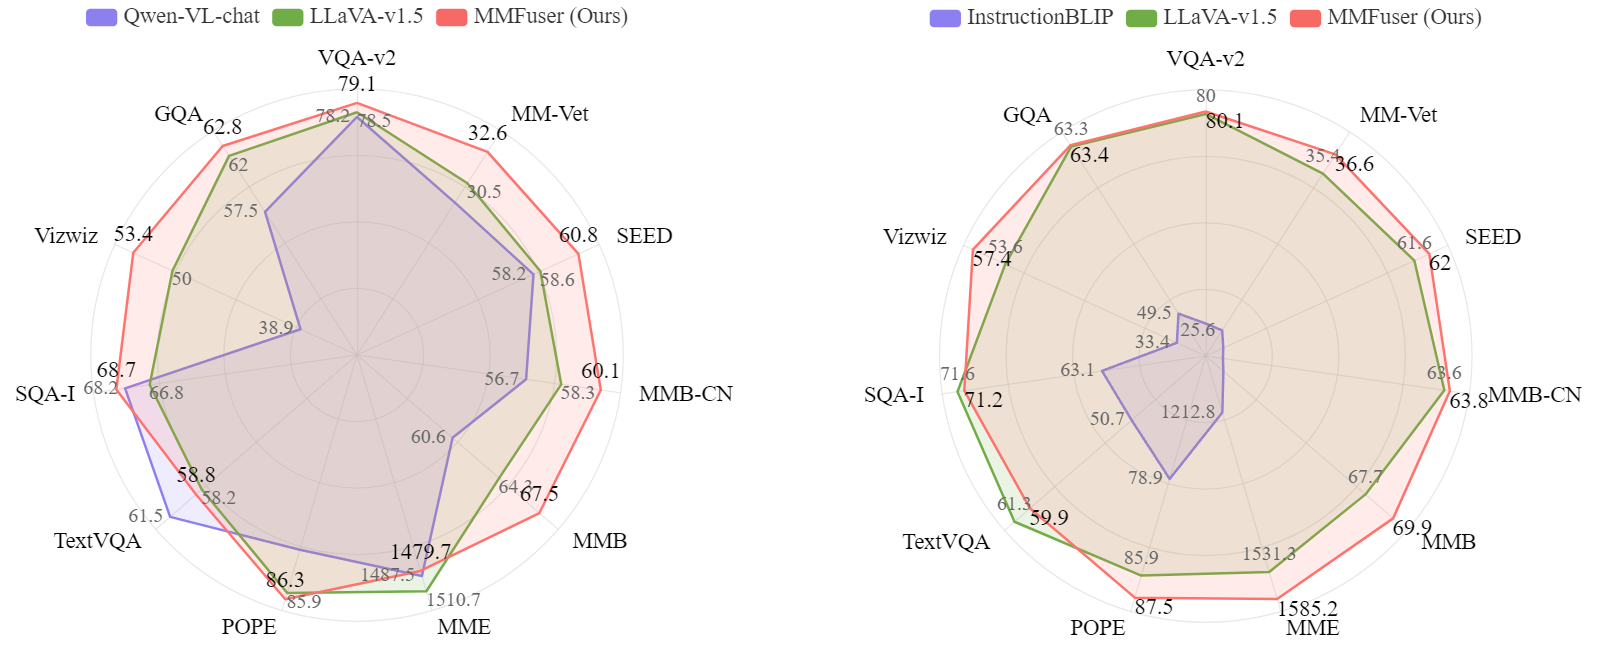 Qwen-VL-chat LLaVA-v1.5 MMFuser (Ours)
VQA-v2
79.1
78.2 78.5
GQA
62.8
62
57.5
MM-Vet
32.6
30.5
Vizwiz
53.4
50
38.9
SEED
60.8
58.2 58.6
SQA-I
68.7
68.2 66.8
MMB-CN
60.1
56.7 58.3
TextVQA
58.8
58.2
61.5
MMB
60.6
64.3
67.5
POPE
86.3
85.9
MME
1479.7
1487.5
1510.7
InstructionBLIP LLaVA-v1.5 MMFuser (Ours)
VQA-v2
80
80.1
GQA
63.3
63.4
49.5
MM-Vet
35.4
36.6
25.6
Vizwiz
53.6
57.4
33.4
SEED
61.6
62
SQA-I
71.6
71.2
63.1
MMB-CN
63.6
63.8
TextVQA
61.3
59.9
50.7
MMB
67.7
69.9
POPE
78.9
85.9
87.5
MME
1212.8
1531.3
1585.2